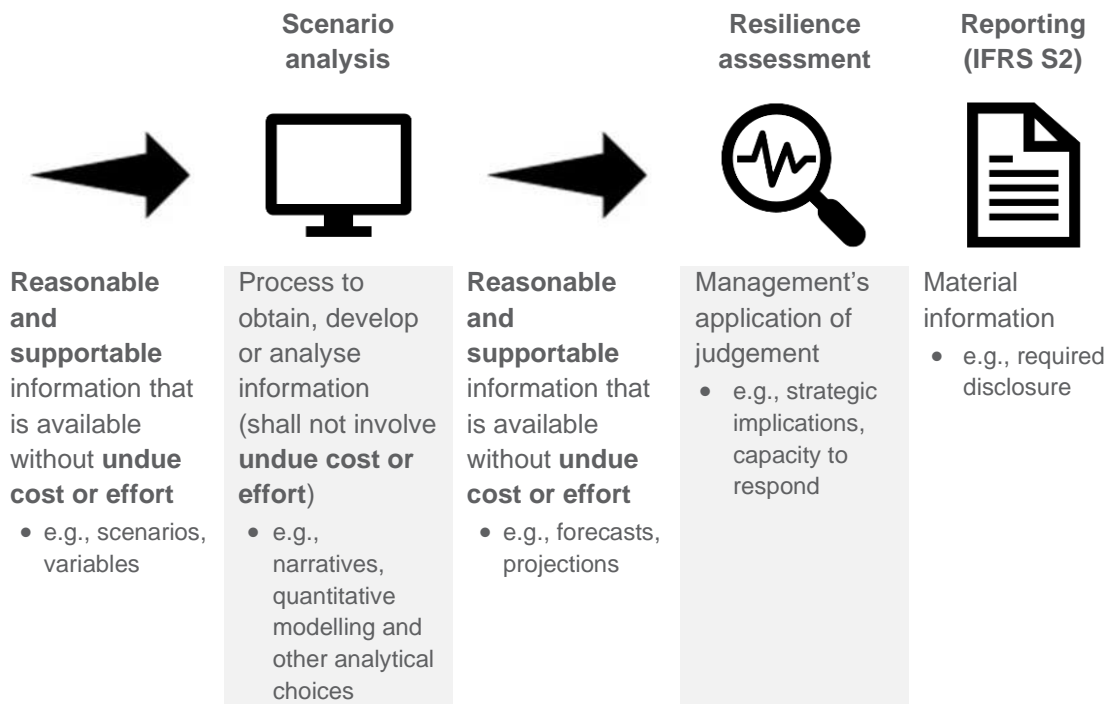 Scenario
analysis
Resilience
assessment
Reporting
(IFRS S2)
Reasonable
and
supportable
information that
is available
without undue
cost or effort
• e.g., scenarios,
variables
Process to
obtain, develop
or analyse
information
(shall not involve
undue cost or
effort)
• e.g.,
narratives,
quantitative
modelling and
other analytical
choices
Reasonable
and
supportable
information that
is available
without undue
cost or effort
• e.g., forecasts,
projections
Management’s
application of
judgement
• e.g., strategic
implications,
capacity to
respond
Material
information
• e.g., required
disclosure